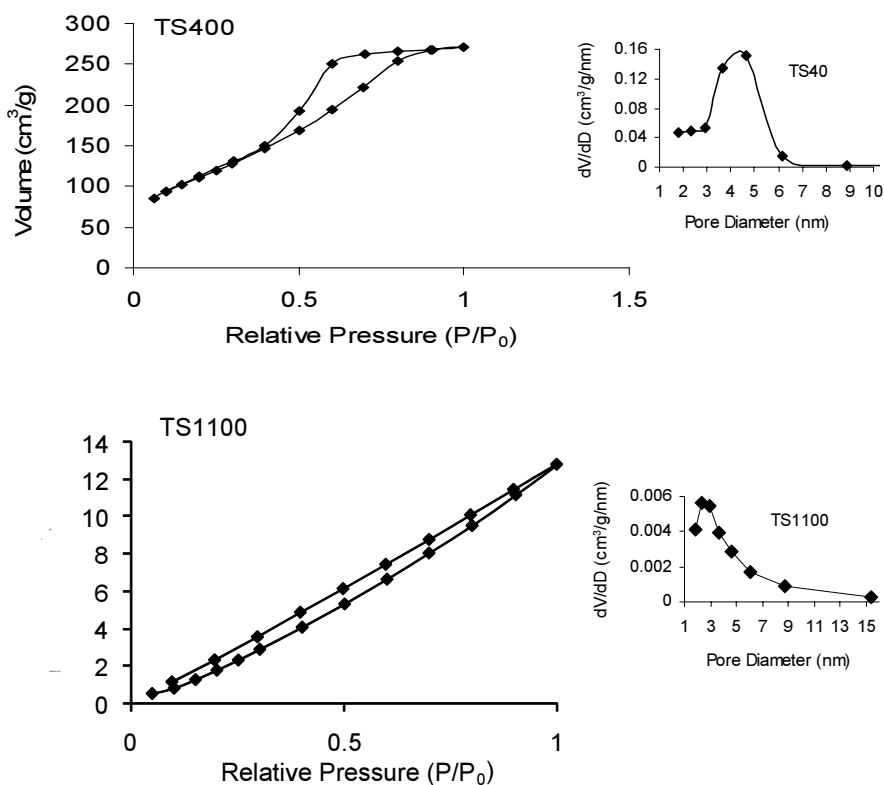 TS400
Volume (cm³/g)
300
250
200
150
100
50
0
0 0.5 1 1.5
Relative Pressure (P/P₀)
dV/dD (cm³/g/nm)
0.16
0.12
0.08
0.04
0
TS40
1 2 3 4 5 6 7 8 9 10
Pore Diameter (nm)
TS1100
14
12
10
8
6
4
2
0
0 0.5 1
Relative Pressure (P/P₀)
dV/dD (cm³/g/nm)
0.006
0.004
0.002
0
TS1100
1 3 5 7 9 11 13 15
Pore Diameter (nm)